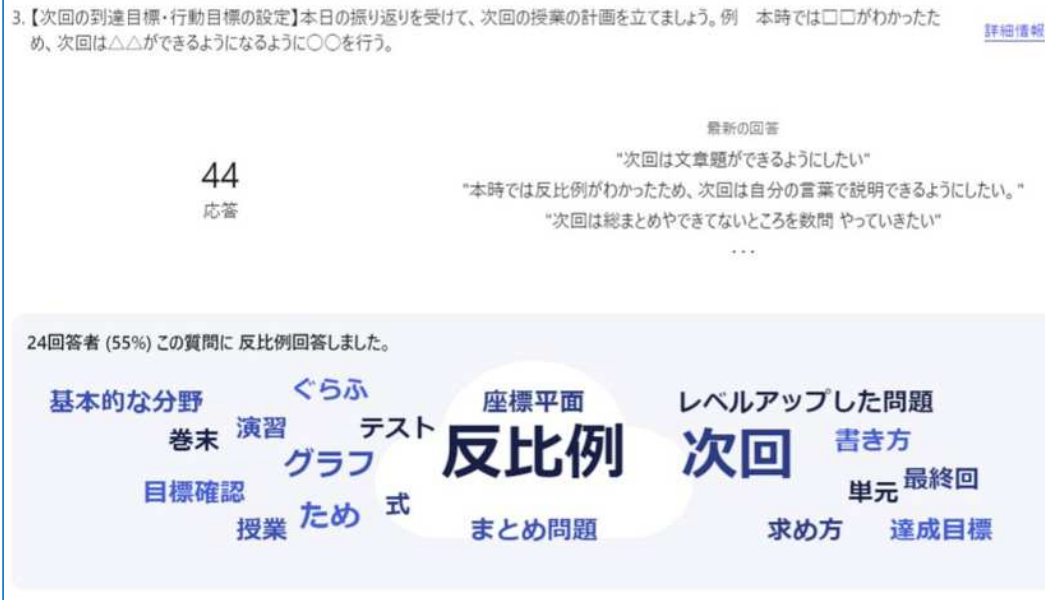 3. 【次回の到達目標・行動目標の設定】本日の振り返りを受けて、次回の授業の計画を立てましょう。例　本時では□□がわかったた
め、次回は△△ができるようになるように○○を行う。
詳細情報
44
応答
最新の回答
"次回は文章題ができるようにしたい"
"本時では反比例がわかったため、次回は自分の言葉で説明できるようにしたい。"
"次回は総まとめやできてないところを数問 やっていきたい"
...
24回答者 (55%) この質問に 反比例回答しました。
基本的な分野
ぐらふ
座標平面
レベルアップした問題
巻末
演習
テスト
反比例
次回
書き方
グラフ
目標確認
式
単元
最終回
授業
ため
まとめ問題
求め方
達成目標